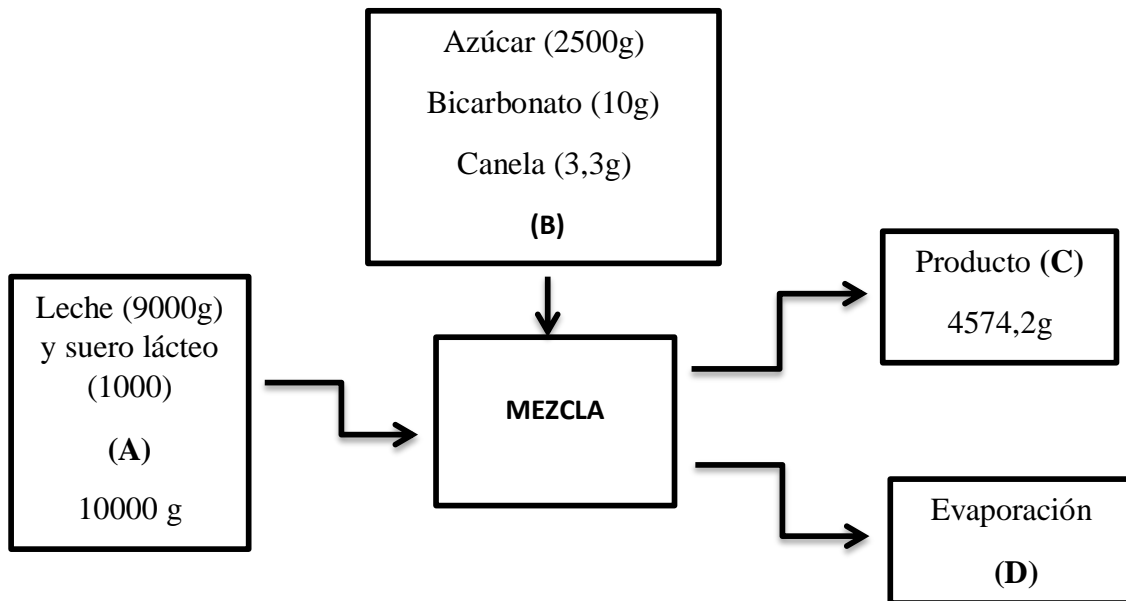 Azúcar (2500g)
Bicarbonato (10g)
Canela (3,3g)
(B)
Leche (9000g)
y suero lácteo
(1000)
(A)
10000 g
MEZCLA
Producto (C)
4574,2g
Evaporación
(D)